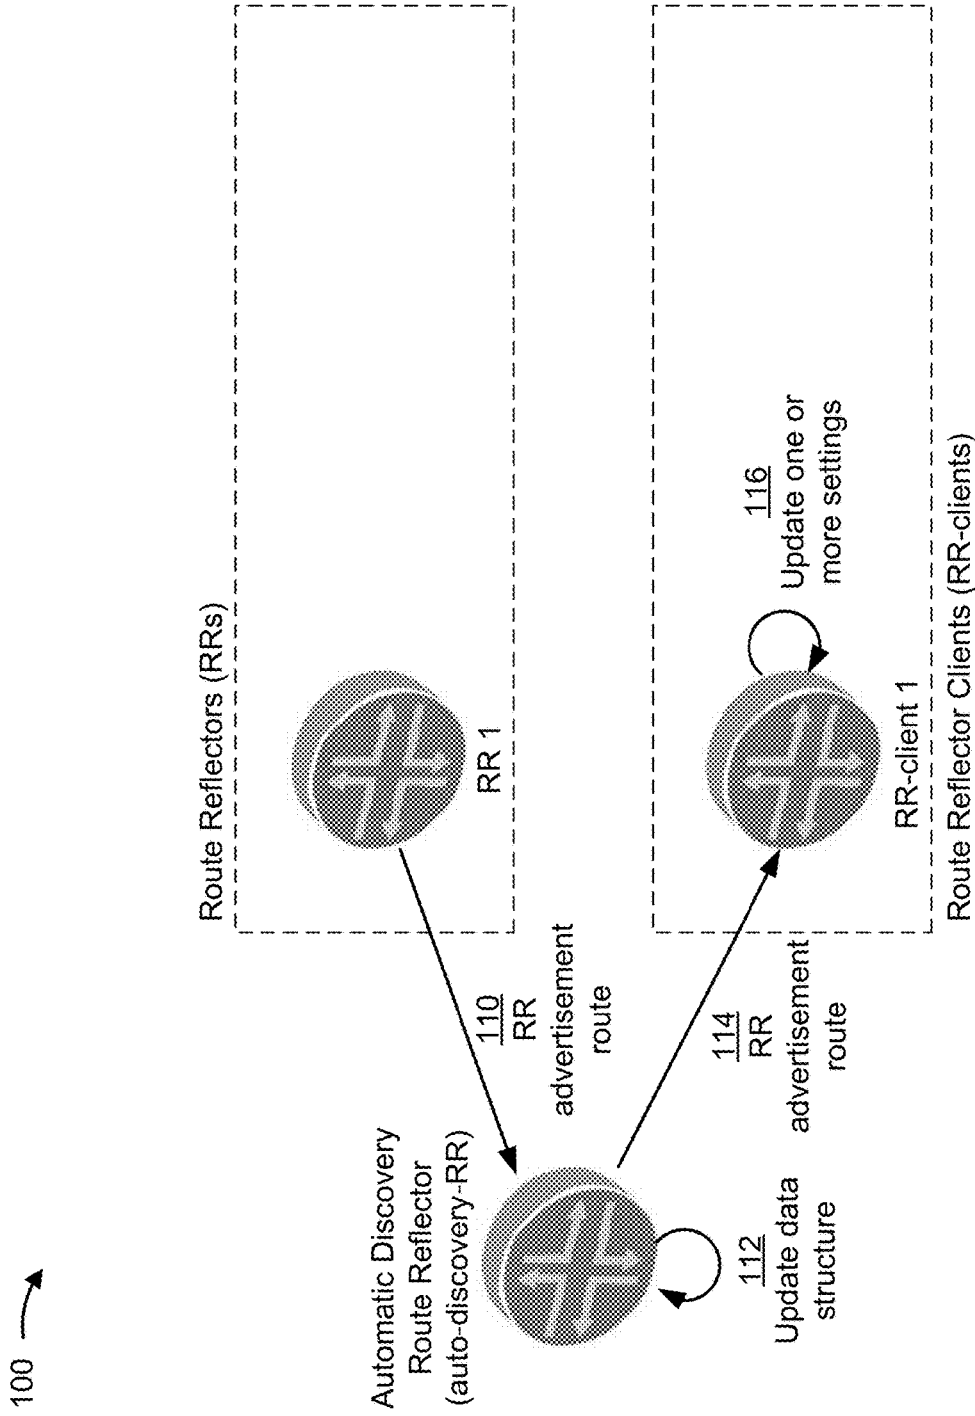 100
Route Reflectors (RRs)
RR 1
Automatic Discovery
Route Reflector
(auto-discovery-RR)
110
RR
advertisement
route
112
Update data
structure
114
RR
advertisement
route
116
Update one or
more settings
RR-client 1
Route Reflector Clients (RR-clients)